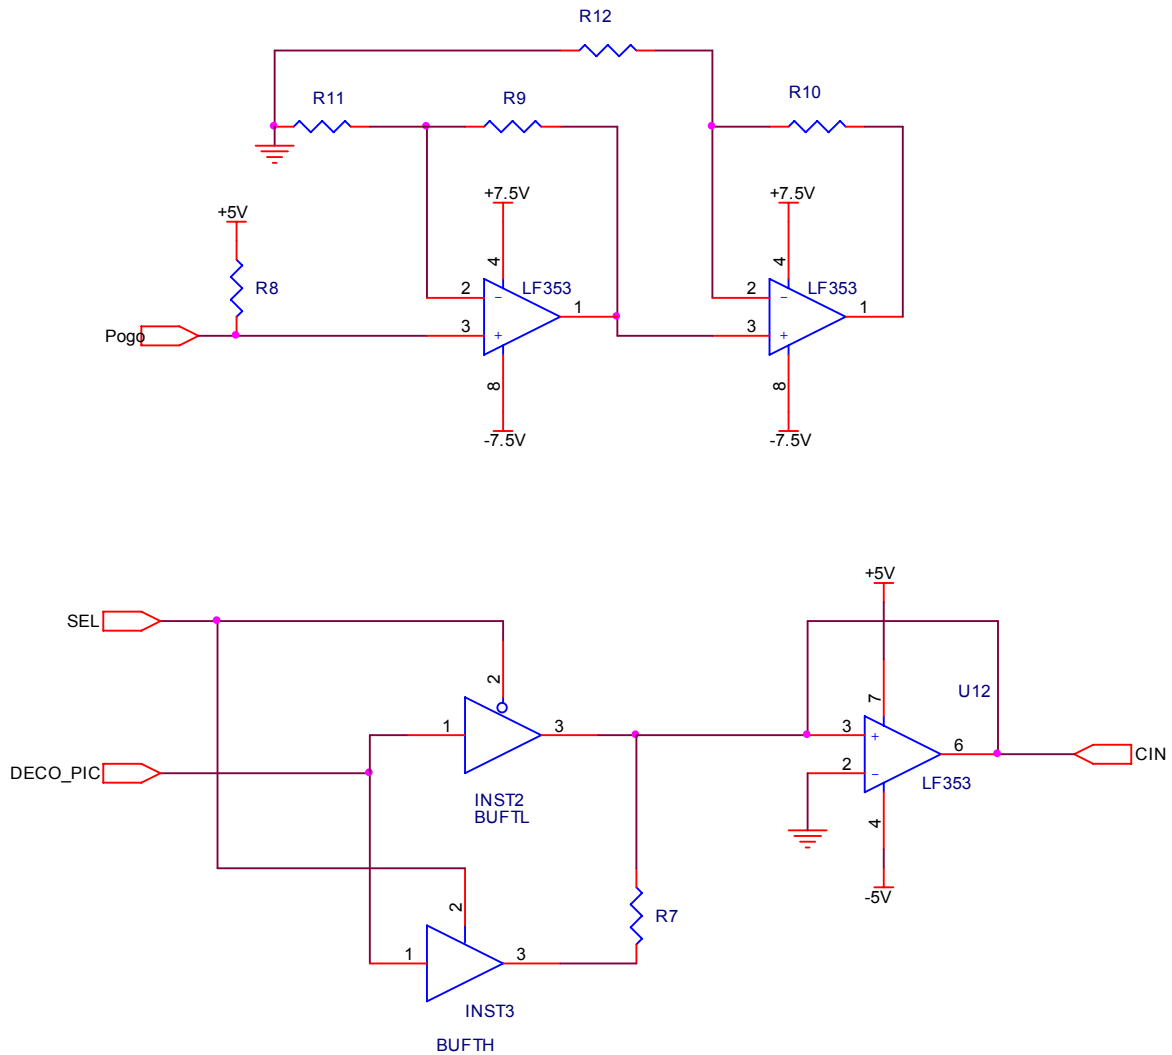 R12
R11
R9
R10
+7.5V
+7.5V
+5V
4
4
R8
2
LF353
2
LF353
−
−
1
1
Pogo
3
3
+
+
8
8
-7.5V
-7.5V
+5V
SEL
2
7
U12
1
3
3
+
6
DECO_PIC
2
−
CIN
LF353
INST2
BUFTL
4
-5V
2
R7
1
3
INST3
BUFTH